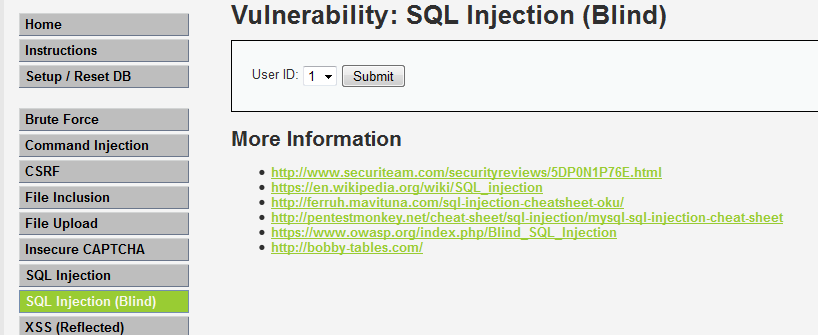 Home
Instructions
Setup / Reset DB
Brute Force
Command Injection
CSRF
File Inclusion
File Upload
Insecure CAPTCHA
SQL Injection
SQL Injection (Blind)
XSS (Reflected)
Vulnerability: SQL Injection (Blind)
User ID: 1 Submit
More Information
http://www.securiteam.com/securityreviews/5DP0N1P76E.html
https://en.wikipedia.org/wiki/SQL_injection
http://ferruh.mavituna.com/sql-injection-cheatsheet-oku/
http://pentestmonkey.net/cheat-sheet/sql-injection/mysql-sql-injection-cheat-sheet
https://www.owasp.org/index.php/Blind_SQL_Injection
http://bobby-tables.com/